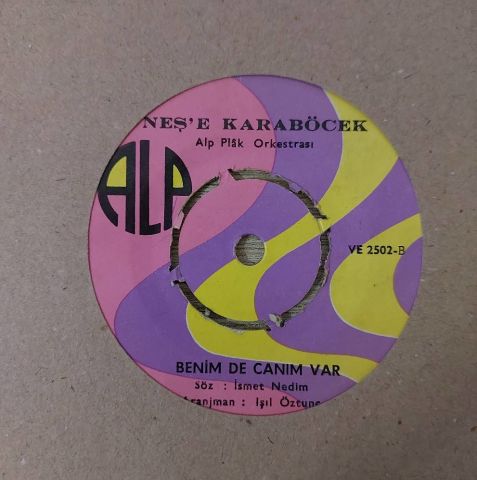 NEŞ'E KARABÖCEK
Alp Plâk Orkestrası
ALP
VE 2502-B
BENİM DE CANIM VAR
Söz : İsmet Nedim
Aranjman : Işıl Öztunç